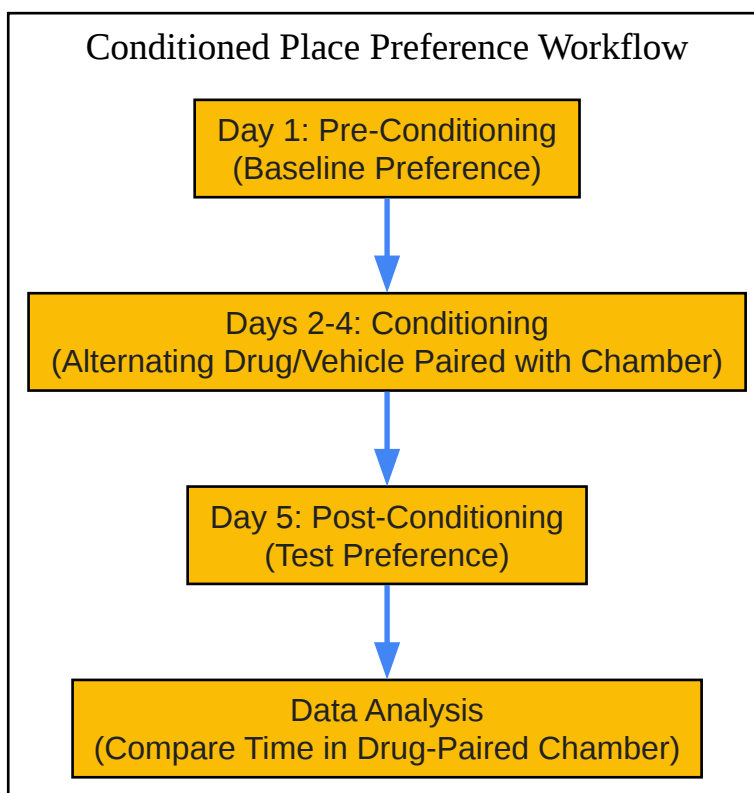 Conditioned Place Preference Workflow
Day 1: Pre-Conditioning
(Baseline Preference)
Days 2-4: Conditioning
(Alternating Drug/Vehicle Paired with Chamber)
Day 5: Post-Conditioning
(Test Preference)
Data Analysis
(Compare Time in Drug-Paired Chamber)